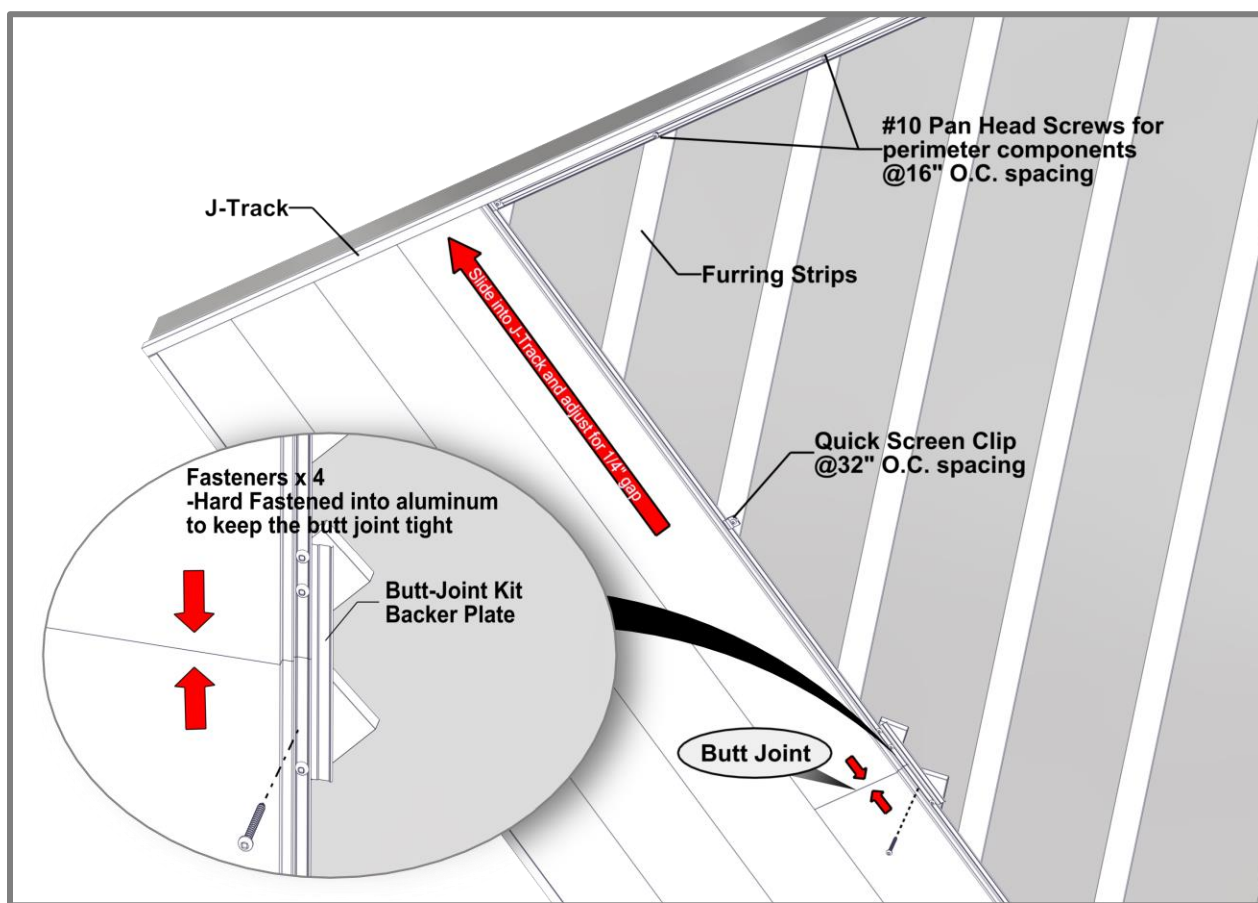 #10 Pan Head Screws for
perimeter components
@16" O.C. spacing
J-Track
Furring Strips
Slide into J-Track and adjust for 1/4" gap
Quick Screen Clip
@32" O.C. spacing
Fasteners x 4
-Hard Fastened into aluminum
to keep the butt joint tight
Butt-Joint Kit
Backer Plate
Butt Joint